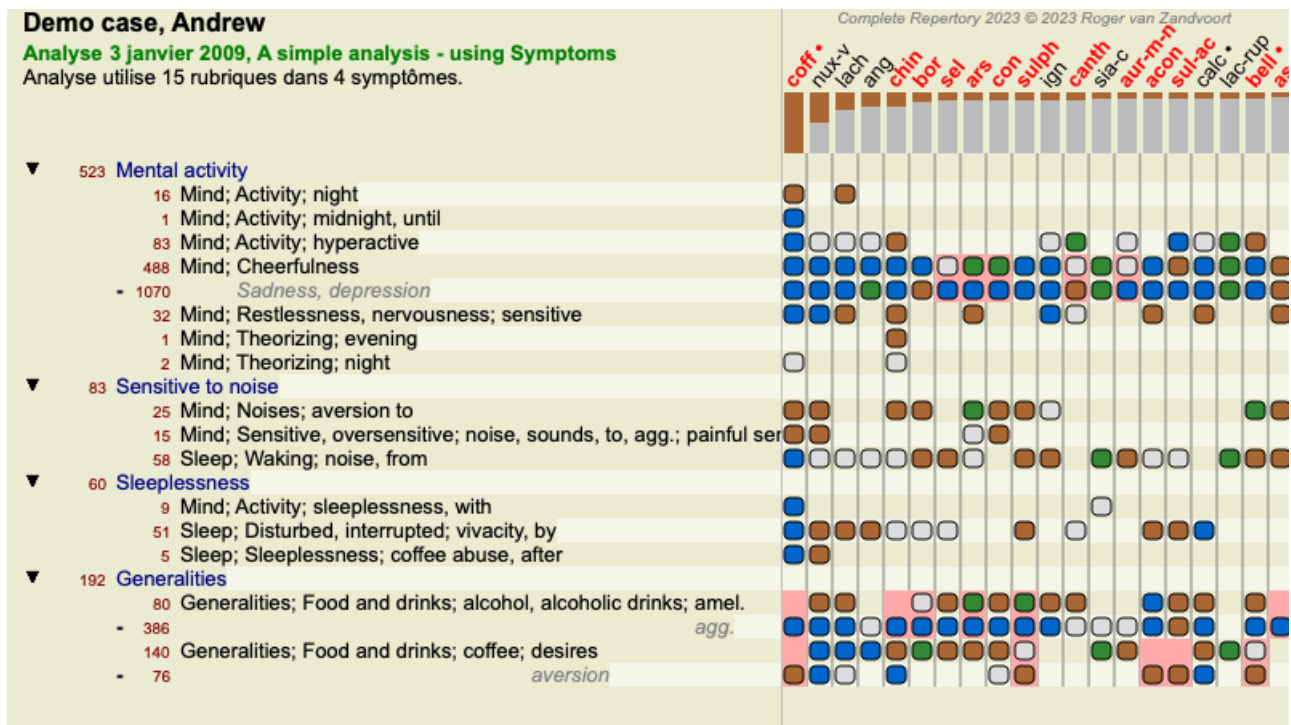 Demo case, Andrew
Complete Repertory 2023 © 2023 Roger van Zandvoort
Analyse 3 janvier 2009, A simple analysis - using Symptoms
Analyse utilise 15 rubriques dans 4 symptômes.
coff • nux-v lach ang chin bor sel ars con sulph ign canth sia-c aur-m-n acon sul-ac calc • lac-rup bell • as
▼ 523 Mental activity
16 Mind; Activity; night
1 Mind; Activity; midnight, until
83 Mind; Activity; hyperactive
488 Mind; Cheerfulness
- 1070 Sadness, depression
32 Mind; Restlessness, nervousness; sensitive
1 Mind; Theorizing; evening
2 Mind; Theorizing; night
▼ 83 Sensitive to noise
25 Mind; Noises; aversion to
15 Mind; Sensitive, oversensitive; noise, sounds, to, agg.; painful ser
58 Sleep; Waking; noise, from
▼ 60 Sleeplessness
9 Mind; Activity; sleeplessness, with
51 Sleep; Disturbed, interrupted; vivacity, by
5 Sleep; Sleeplessness; coffee abuse, after
▼ 192 Generalities
80 Generalities; Food and drinks; alcohol, alcoholic drinks; amel.
- 386 agg.
140 Generalities; Food and drinks; coffee; desires
- 76 aversion